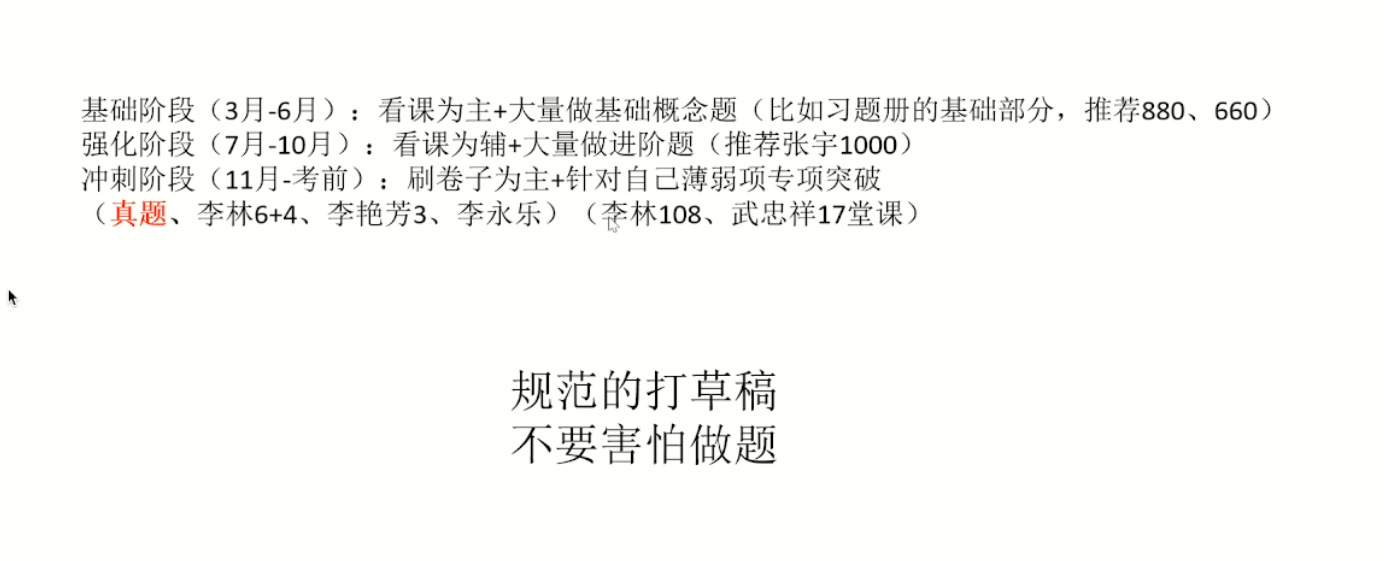 基础阶段（3月-6月）：看课为主+大量做基础概念题（比如习题册的基础部分，推荐880、660）
强化阶段（7月-10月）：看课为辅+大量做进阶题（推荐张宇1000）
冲刺阶段（11月-考前）：刷卷子为主+针对自己薄弱项专项突破
（真题、李林6+4、李艳芳3、李永乐）（李林108、武忠祥17堂课）
规范的打草稿
不要害怕做题